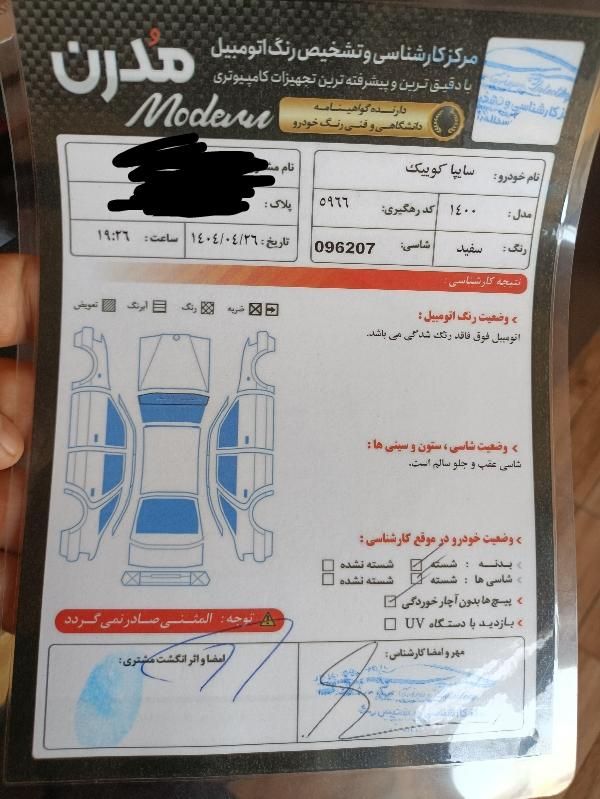 مرکز کارشناسی و تشخیص رنگ اتومبیل
مُدرن
با دقیق ترین و پیشرفته ترین تجهیزات کامپیوتری
Modern
دارنده گواهینامه
دانشگاهی و فنی رنگ خودرو
نام خودرو: سایپا کوییک
مدل: ۱۴۰۰
کد رهگیری: ۵۹۶۶
رنگ: سفید
شاسی: 096207
نام
پلاک:
تاریخ: ۱۴۰۴/۰۴/۲۶
ساعت: ۱۹:۲۶
نتیجه کارشناسی:
ضربه
رنگ
آبرنگ
تعویض
وضعیت رنگ اتومبیل:
اتومبیل فوق فاقد رنگ شدگی می باشد.
وضعیت شاسی، ستون و سینی ها:
شاسی عقب و جلو سالم است.
وضعیت خودرو در موقع کارشناسی:
بدنه: شسته شسته نشده
شاسی ها: شسته شسته نشده
پیچ ها بدون آچار خوردگی
بازدید با دستگاه UV
توجه: المثنی صادر نمی گردد
مهر و امضا کارشناس:
امضا و اثر انگشت مشتری: